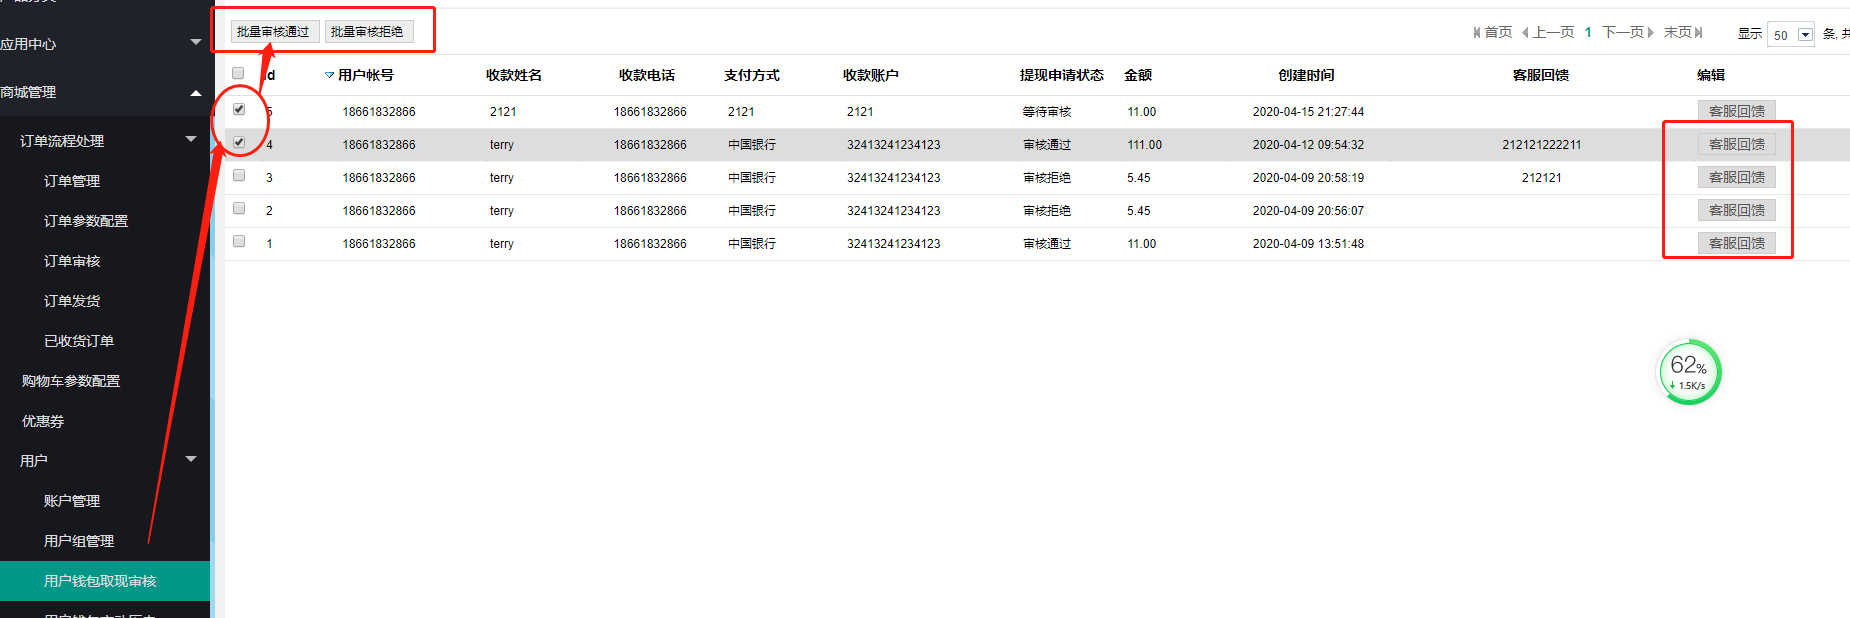 应用中心
商城管理
订单流程处理
订单管理
订单参数配置
订单审核
订单发货
已收货订单
购物车参数配置
优惠券
用户
账户管理
用户组管理
用户钱包取现审核
批量审核通过 批量审核拒绝
首页 上一页 1 下一页 末页 显示 50 条, 共
Id 用户帐号 收款姓名 收款电话 支付方式 收款账户 提现申请状态 金额 创建时间 客服回馈 编辑
5 18661832866 2121 18661832866 2121 2121 等待审核 11.00 2020-04-15 21:27:44 客服回馈
4 18661832866 terry 18661832866 中国银行 32413241234123 审核通过 111.00 2020-04-12 09:54:32 212121222211 客服回馈
3 18661832866 terry 18661832866 中国银行 32413241234123 审核拒绝 5.45 2020-04-09 20:58:19 212121 客服回馈
2 18661832866 terry 18661832866 中国银行 32413241234123 审核拒绝 5.45 2020-04-09 20:56:07 客服回馈
1 18661832866 terry 18661832866 中国银行 32413241234123 审核通过 11.00 2020-04-09 13:51:48 客服回馈
62%
1.5K/s